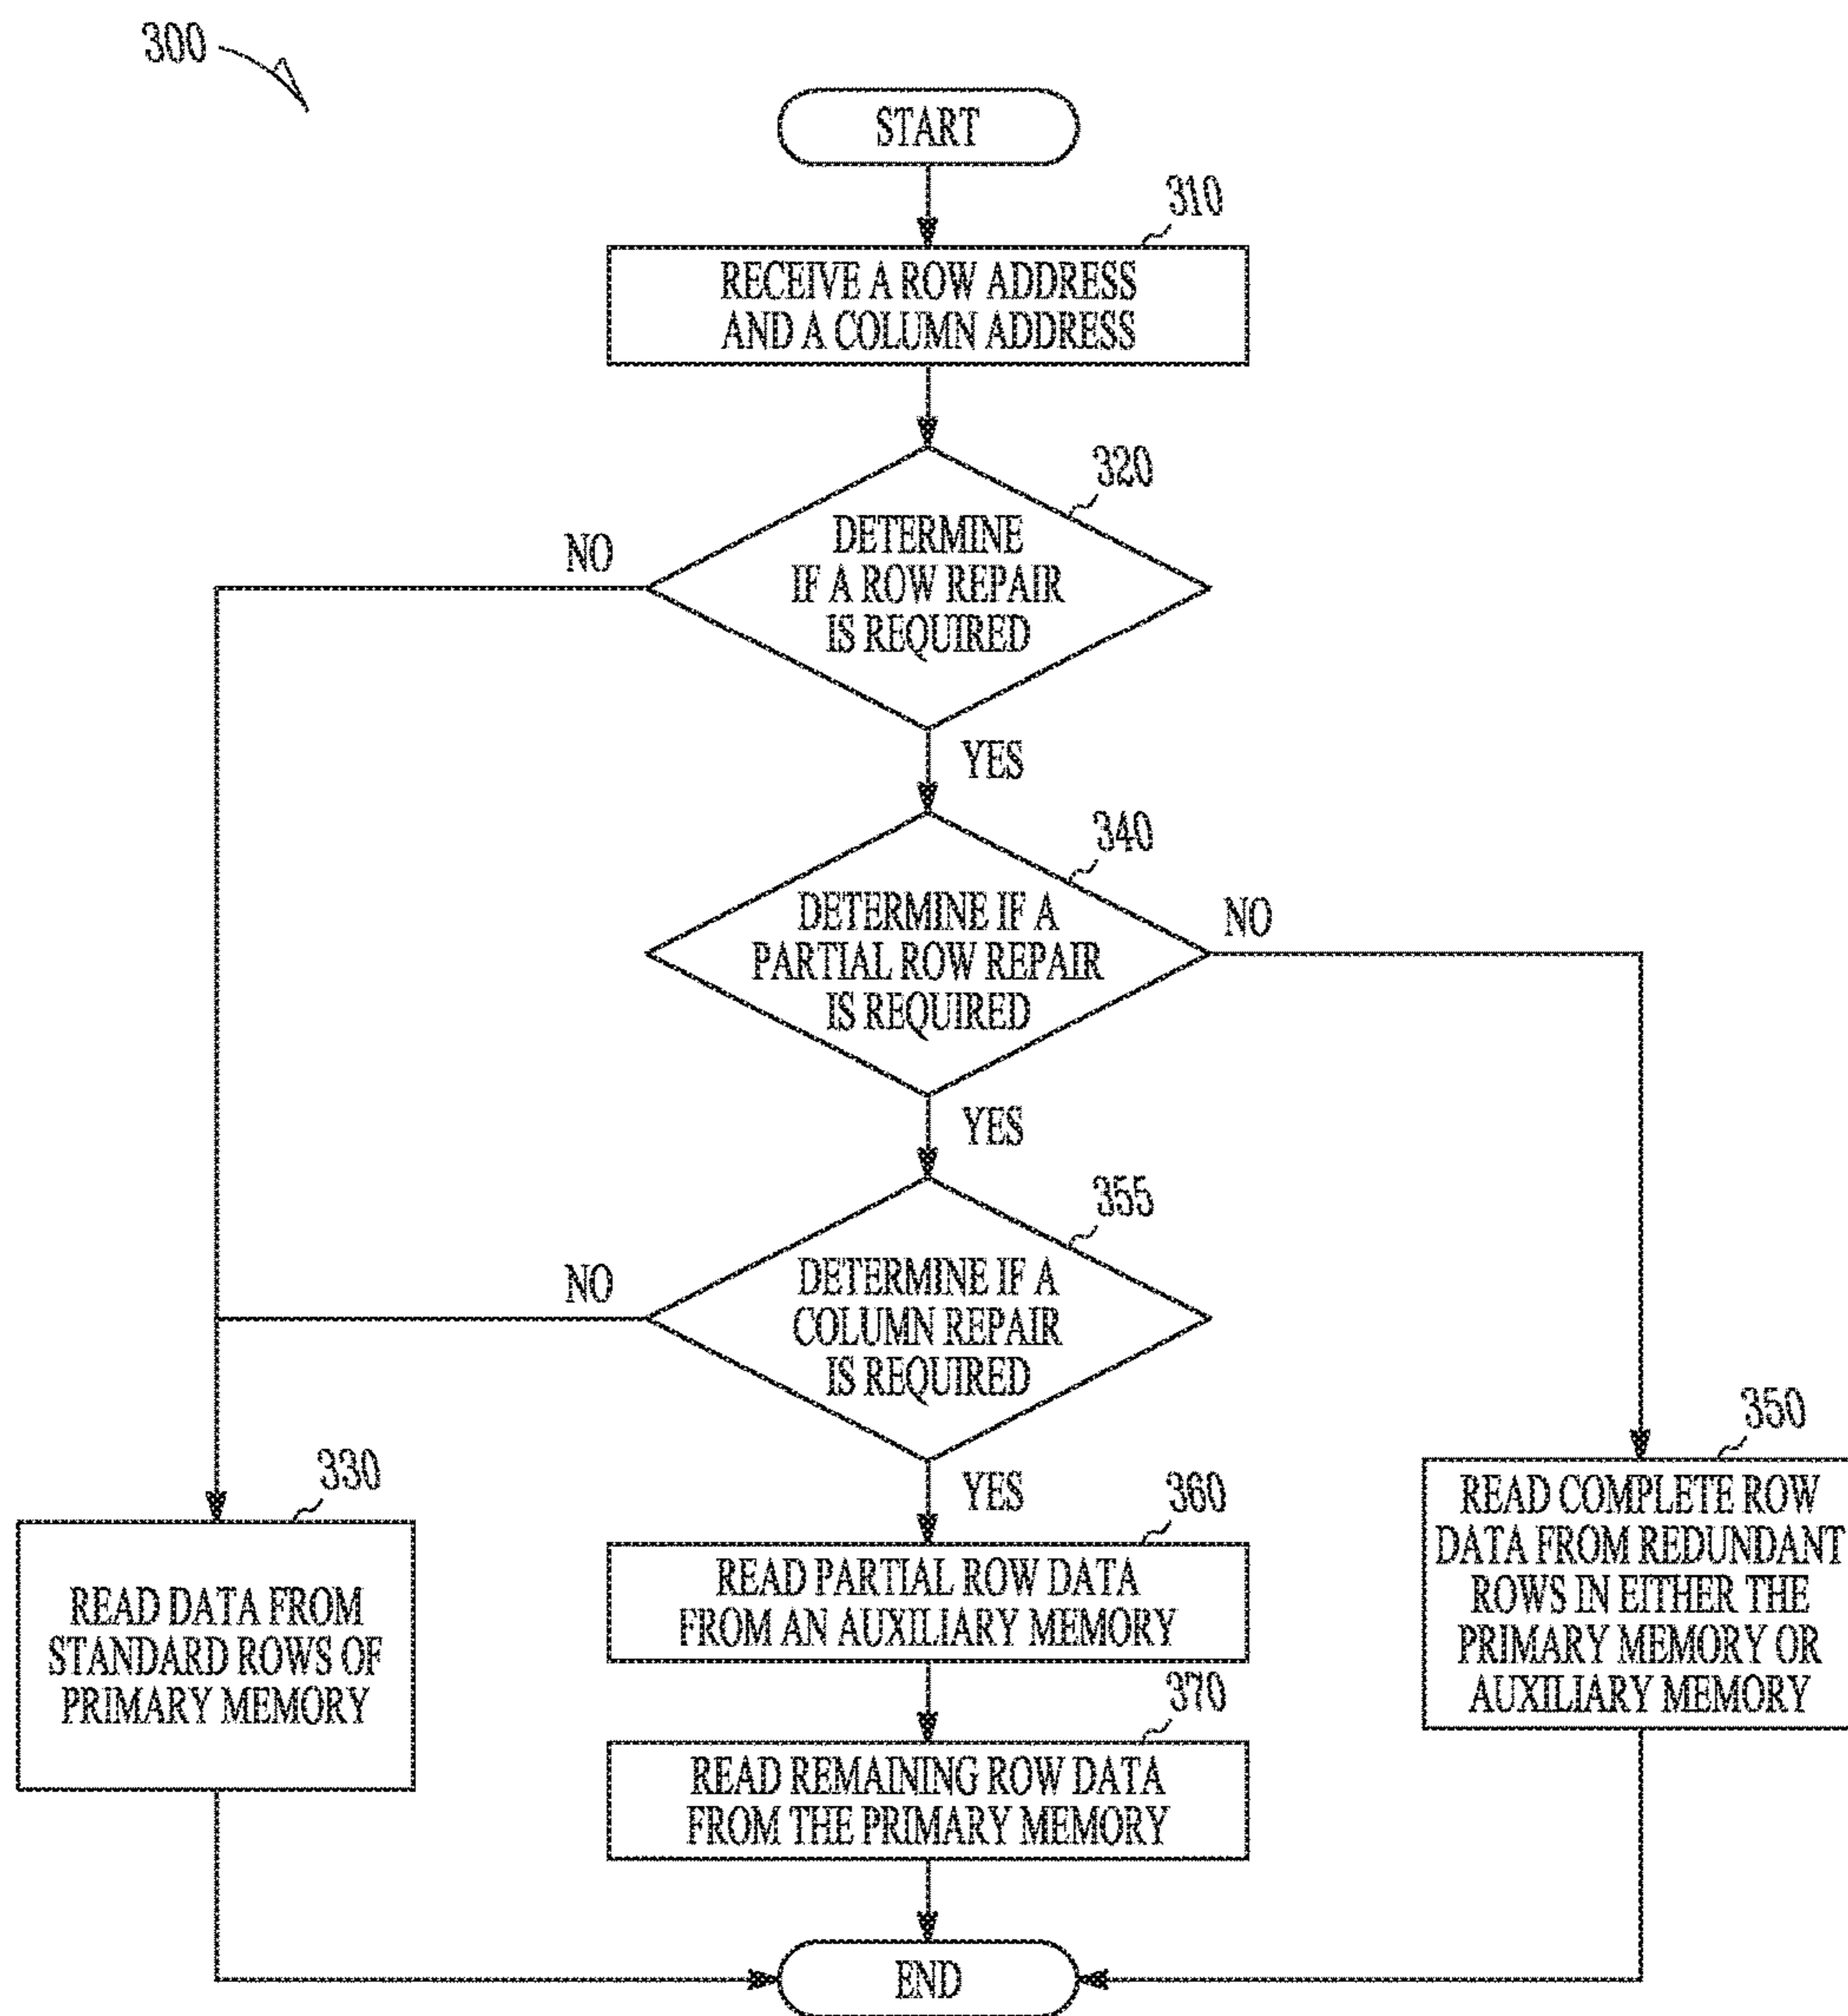 300
START
310
RECEIVE A ROW ADDRESS
AND A COLUMN ADDRESS
320
DETERMINE
IF A ROW REPAIR
IS REQUIRED
NO
YES
340
DETERMINE IF A
PARTIAL ROW REPAIR
IS REQUIRED
NO
YES
355
DETERMINE IF A
COLUMN REPAIR
IS REQUIRED
NO
YES
330
READ DATA FROM
STANDARD ROWS OF
PRIMARY MEMORY
360
READ PARTIAL ROW DATA
FROM AN AUXILIARY MEMORY
370
READ REMAINING ROW DATA
FROM THE PRIMARY MEMORY
350
READ COMPLETE ROW
DATA FROM REDUNDANT
ROWS IN EITHER THE
PRIMARY MEMORY OR
AUXILIARY MEMORY
END